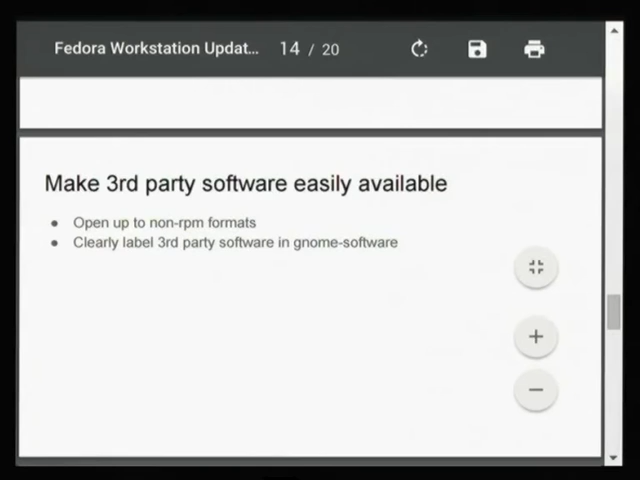 Fedora Workstation Updat... 14 / 20
Make 3rd party software easily available
• Open up to non-rpm formats
• Clearly label 3rd party software in gnome-software